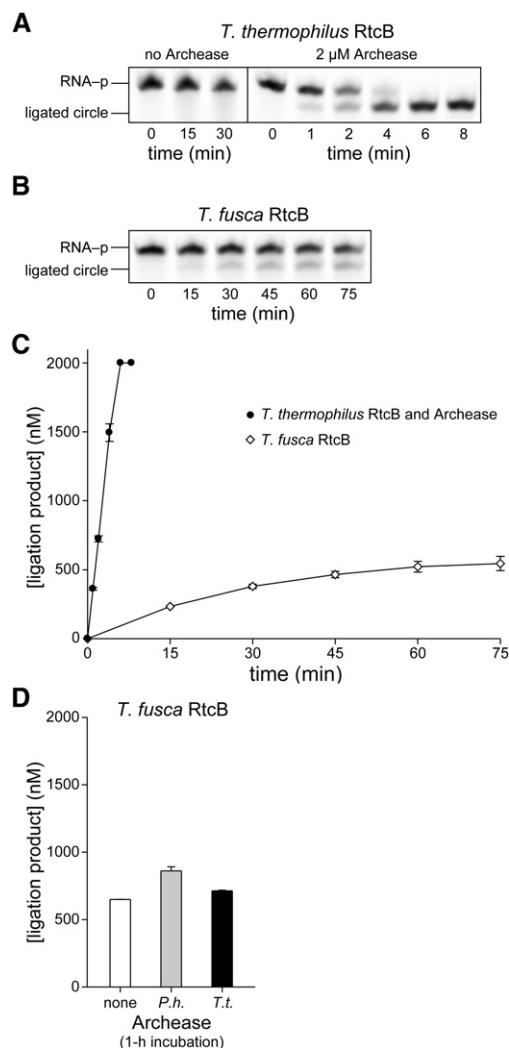 A
T. thermophilus RtcB
no Archease 2 µM Archease
RNA–p
ligated circle
0 15 30 0 1 2 4 6 8
time (min) time (min)
B
T. fusca RtcB
RNA–p
ligated circle
0 15 30 45 60 75
time (min)
C
[ligation product] (nM)
2000
1500
1000
500
0
T. thermophilus RtcB and Archease
T. fusca RtcB
0 15 30 45 60 75
time (min)
D
T. fusca RtcB
[ligation product] (nM)
2000
1500
1000
500
0
none P.h. T.t.
Archease
(1-h incubation)